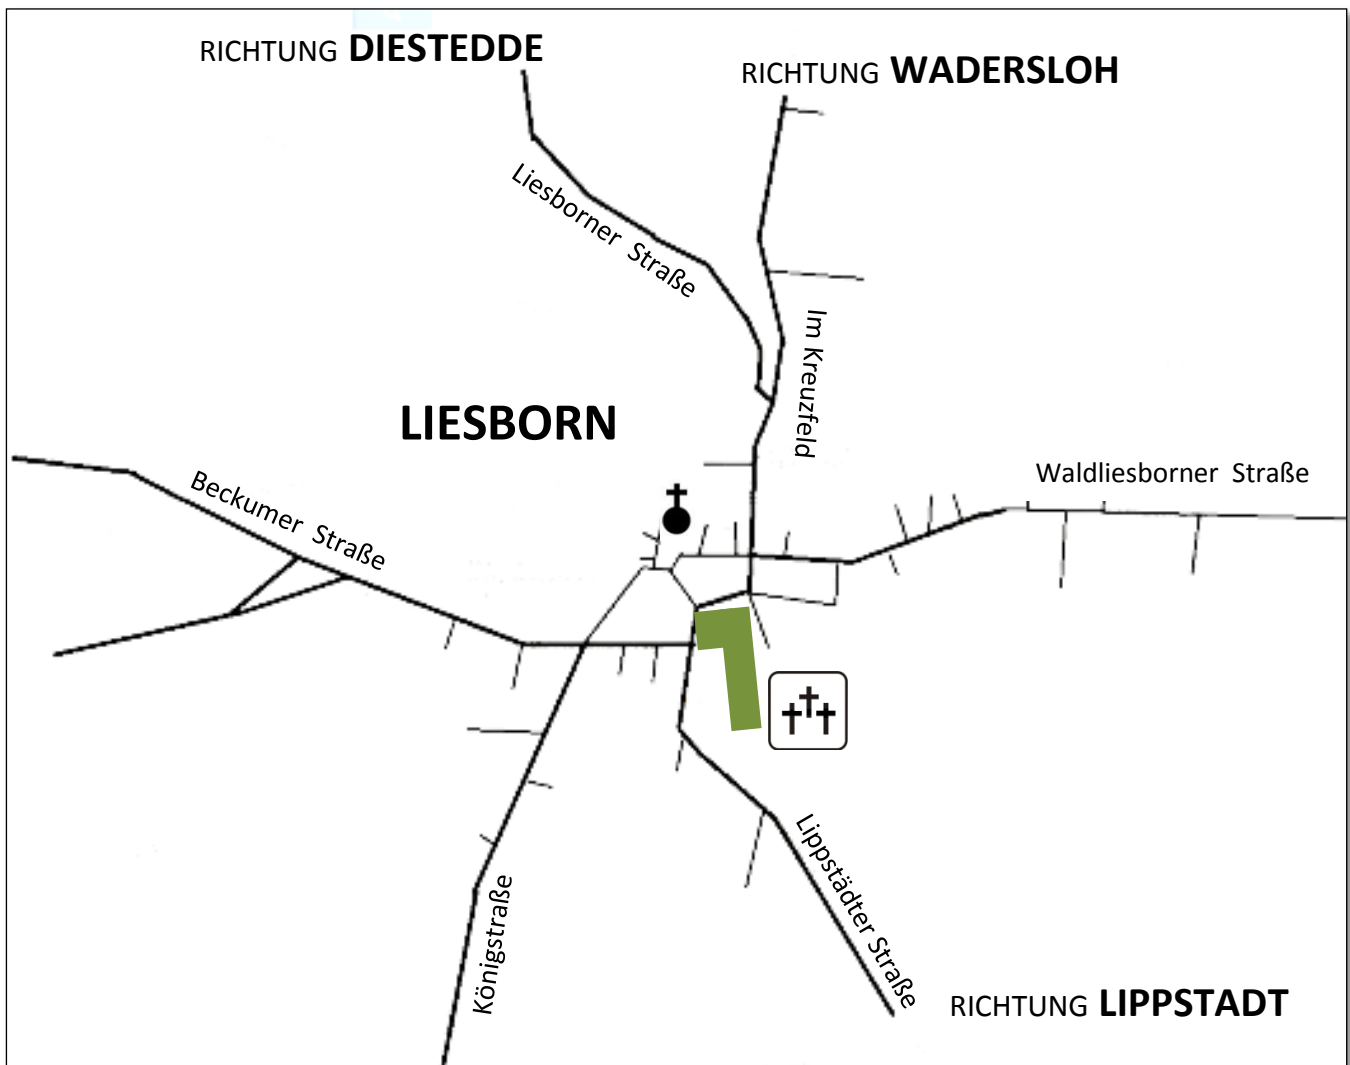 RICHTUNG DIESTEDDE
RICHTUNG WADERSLOH
Liesborner Straße
Im Kreuzfeld
LIESBORN
Waldliesborner Straße
Beckumer Straße
Lippstädter Straße
Königstraße
RICHTUNG LIPPSTADT